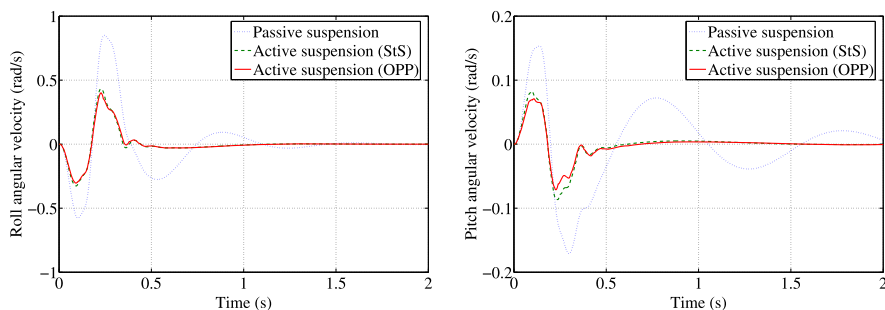 1
0.5
0
−0.5
−1
Roll angular velocity (rad/s)
Passive suspension
Active suspension (StS)
Active suspension (OPP)
0
0.5
1
1.5
2
Time (s)
0.2
0.1
0
−0.1
−0.2
Pitch angular velocity (rad/s)
Passive suspension
Active suspension (StS)
Active suspension (OPP)
0
0.5
1
1.5
2
Time (s)